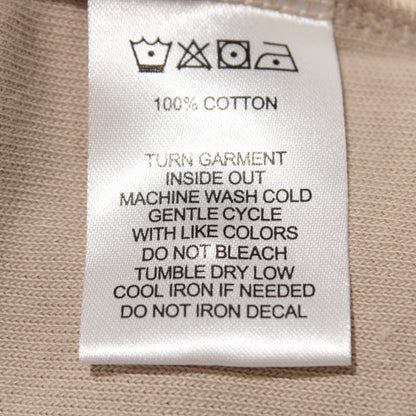 100% COTTON
TURN GARMENT
INSIDE OUT
MACHINE WASH COLD
GENTLE CYCLE
WITH LIKE COLORS
DO NOT BLEACH
TUMBLE DRY LOW
COOL IRON IF NEEDED
DO NOT IRON DECAL